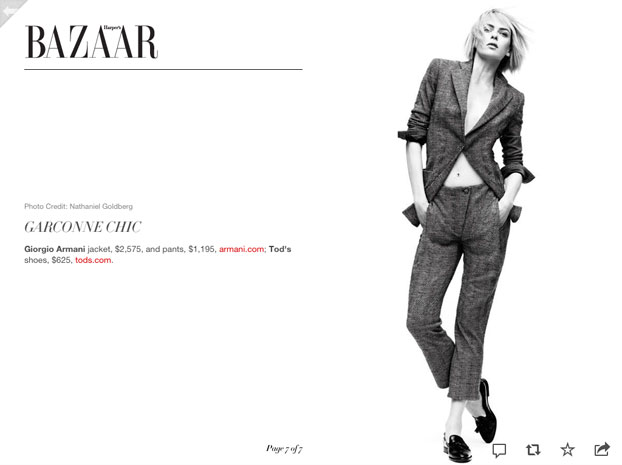 Harper's
BAZAAR
Photo Credit: Nathaniel Goldberg
GARCONNE CHIC
Giorgio Armani jacket, $2,575, and pants, $1,195, armani.com; Tod's
shoes, $625, tods.com.
Page 7 of 7